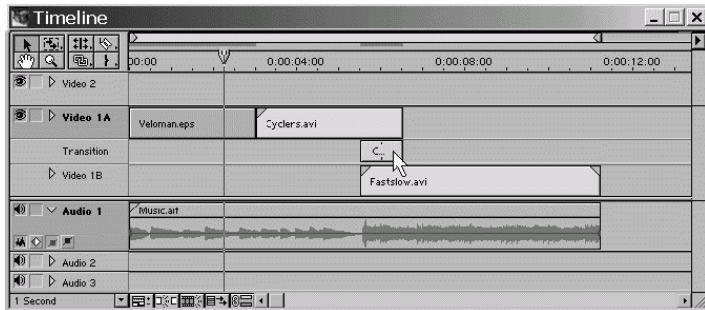 Timeline
00:00 0:00:04:00 0:00:08:00 0:00:12:00
Video 2
Video 1A Veloman.eps Cyclers.avi
Transition C...
Video 1B Fastslow.avi
Audio 1 Music.aif
Audio 2
Audio 3
1 Second